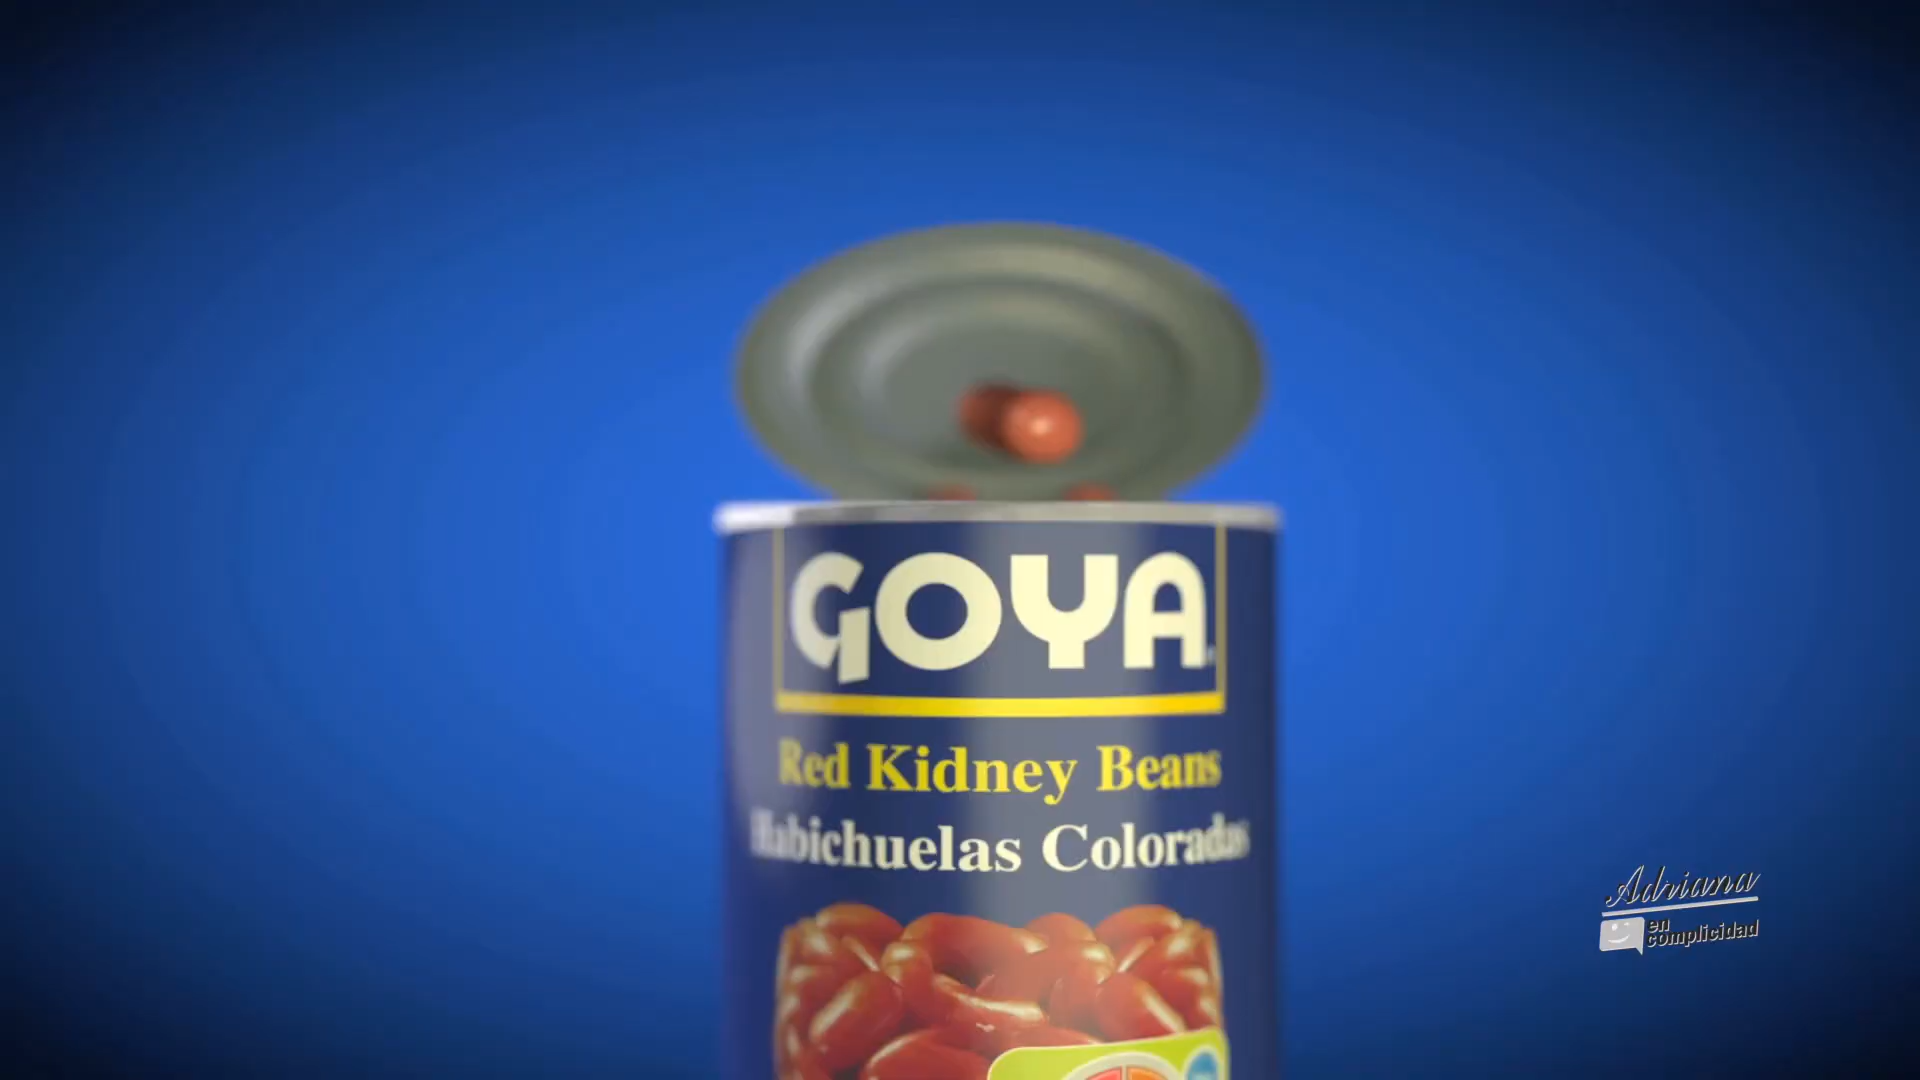 GOYA
Red Kidney Beans
Habichuelas Coloradas
Adriana
en
complicidad